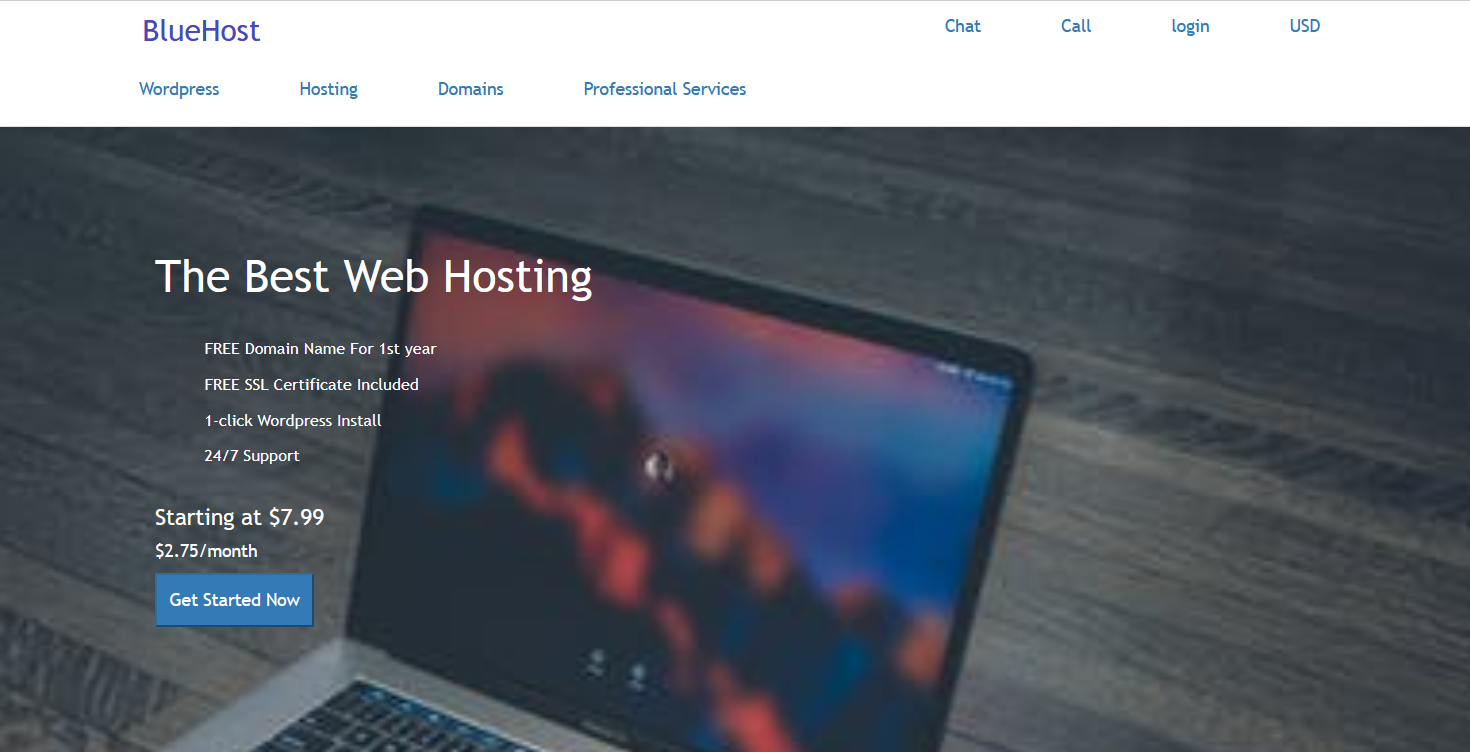 BlueHost
Chat Call login USD
Wordpress Hosting Domains Professional Services
The Best Web Hosting
FREE Domain Name For 1st year
FREE SSL Certificate Included
1-click Wordpress Install
24/7 Support
Starting at $7.99
$2.75/month
Get Started Now